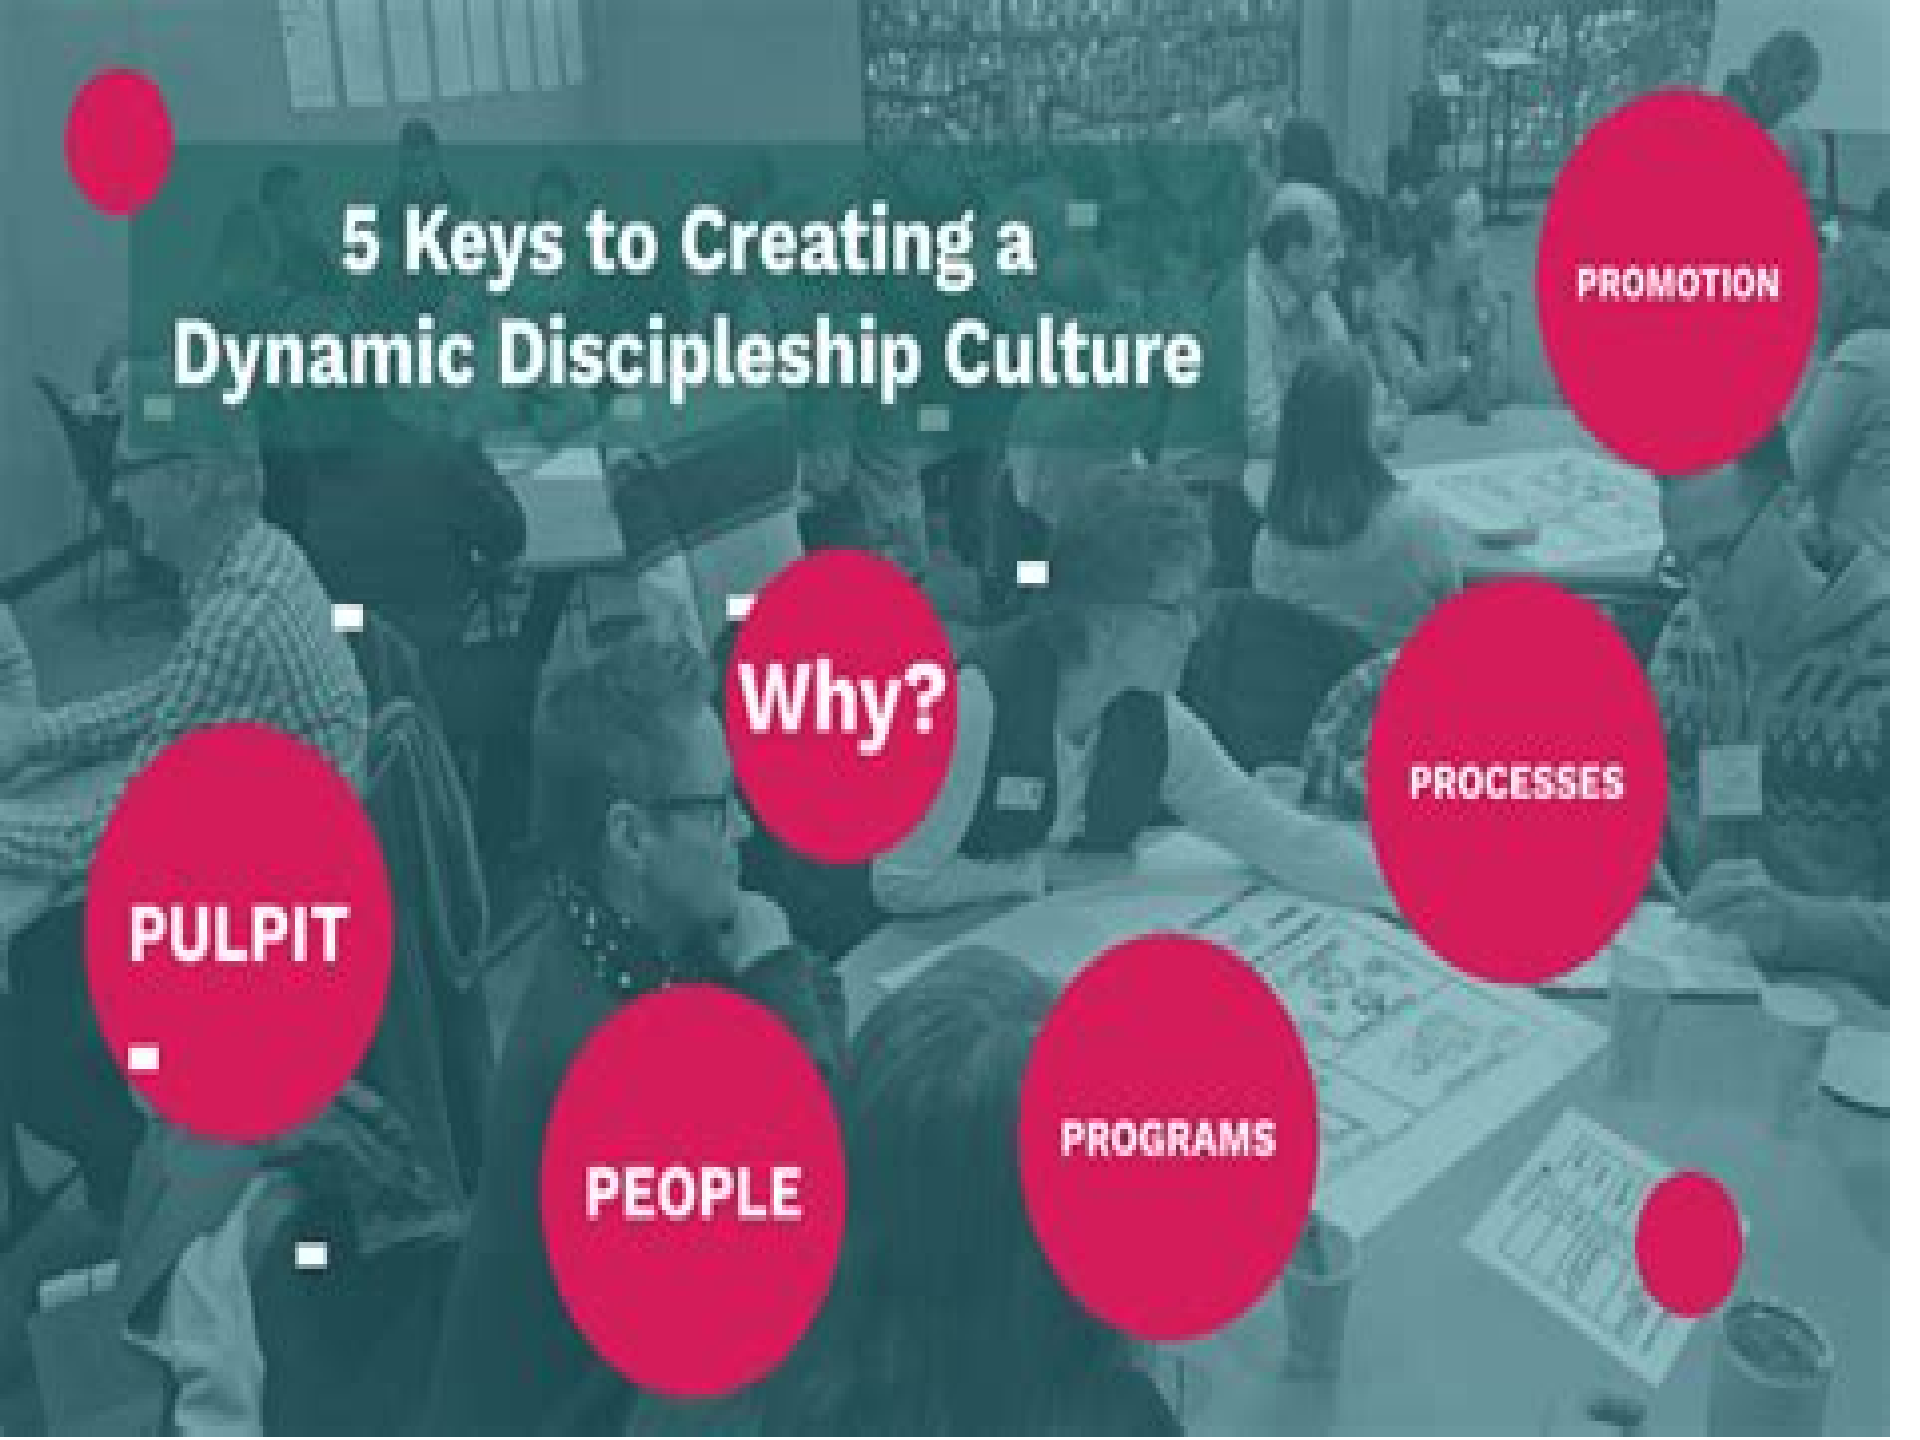 5 Keys to Creating a
Dynamic Discipleship Culture
PROMOTION
Why?
PROCESSES
PULPIT
PROGRAMS
PEOPLE